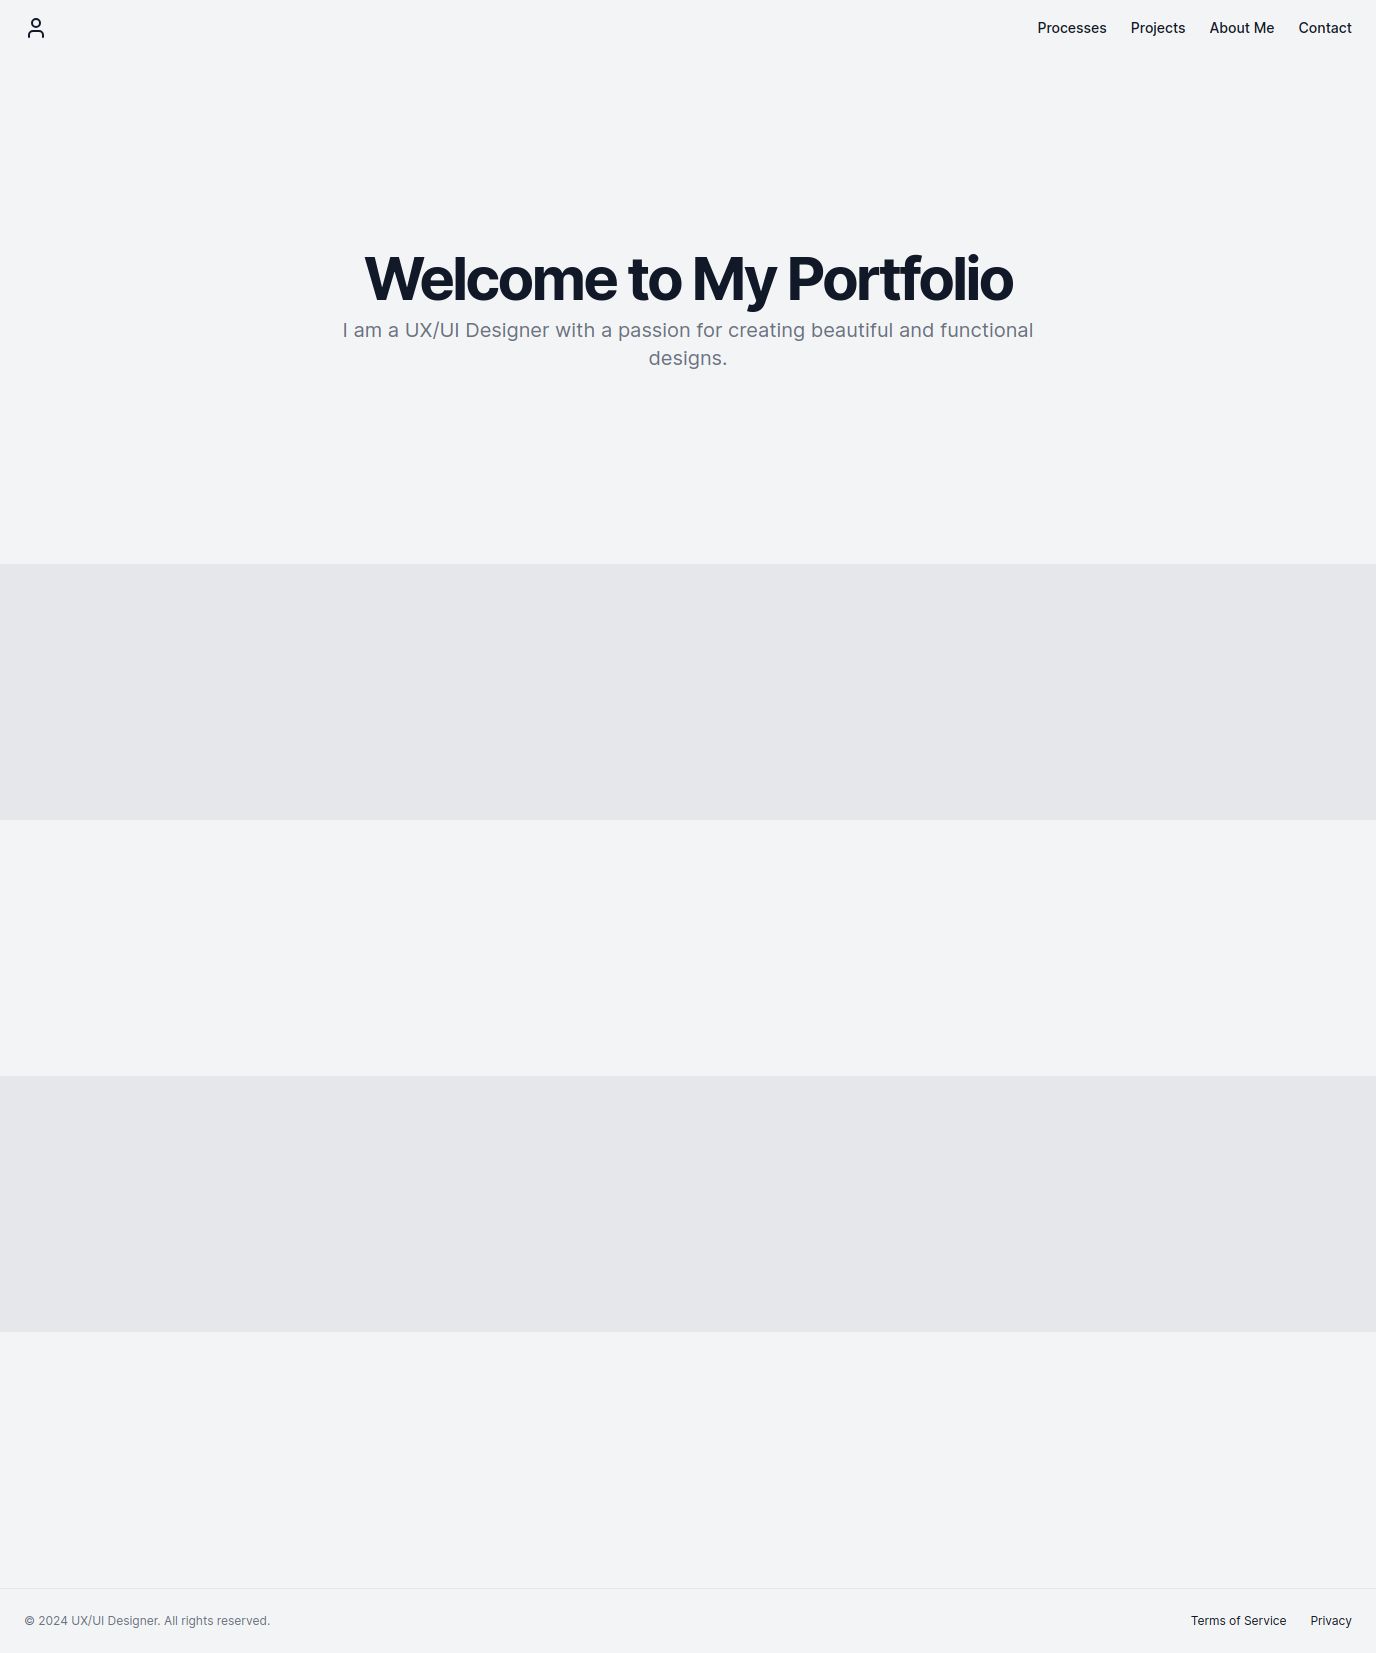 Processes Projects About Me Contact
Welcome to My Portfolio
I am a UX/UI Designer with a passion for creating beautiful and functional
designs.
© 2024 UX/UI Designer. All rights reserved. Terms of Service Privacy